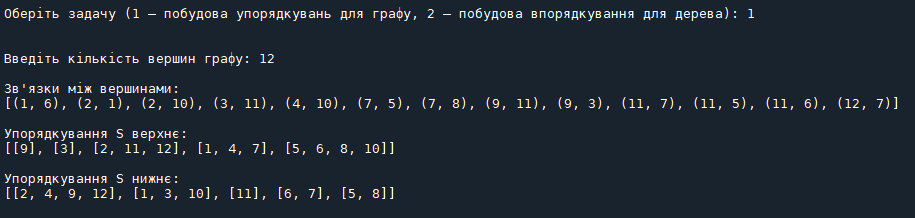 Оберіть задачу (1 – побудова упорядкувань для графу, 2 – побудова впорядкування для дерева): 1
Введіть кількість вершин графу: 12
Зв'язки між вершинами:
[(1, 6), (2, 1), (2, 10), (3, 11), (4, 10), (7, 5), (7, 8), (9, 11), (9, 3), (11, 7), (11, 5), (11, 6), (12, 7)]
Упорядкування S верхнє:
[[9], [3], [2, 11, 12], [1, 4, 7], [5, 6, 8, 10]]
Упорядкування S нижнє:
[[2, 4, 9, 12], [1, 3, 10], [11], [6, 7], [5, 8]]